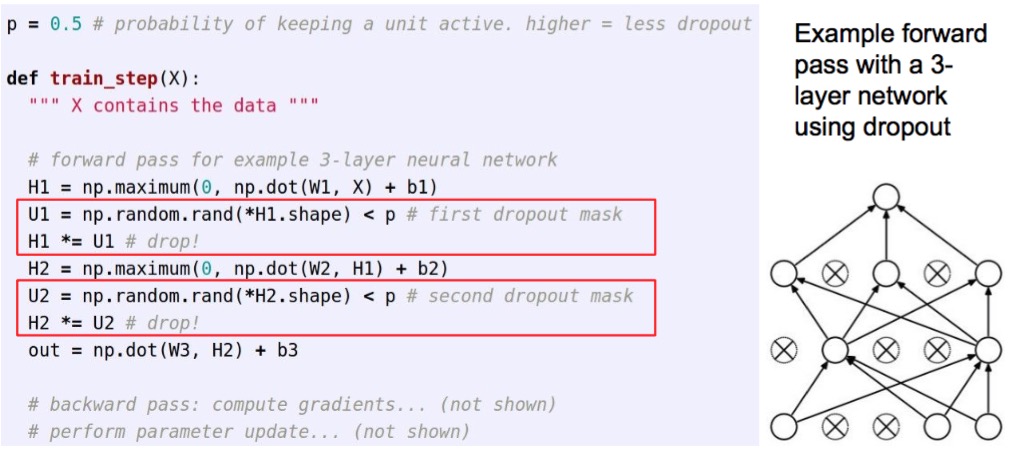 p = 0.5 # probability of keeping a unit active. higher = less dropout
def train_step(X):
""" X contains the data """
# forward pass for example 3-layer neural network
H1 = np.maximum(0, np.dot(W1, X) + b1)
U1 = np.random.rand(*H1.shape) < p # first dropout mask
H1 *= U1 # drop!
H2 = np.maximum(0, np.dot(W2, H1) + b2)
U2 = np.random.rand(*H2.shape) < p # second dropout mask
H2 *= U2 # drop!
out = np.dot(W3, H2) + b3
# backward pass: compute gradients... (not shown)
# perform parameter update... (not shown)
Example forward
pass with a 3-
layer network
using dropout